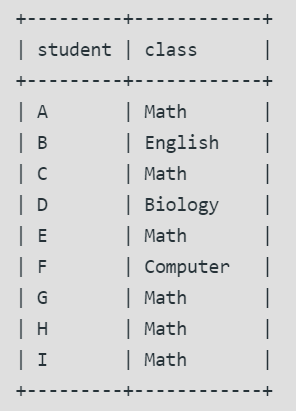 +---------+------------+
| student | class      |
+---------+------------+
| A       | Math       |
| B       | English    |
| C       | Math       |
| D       | Biology    |
| E       | Math       |
| F       | Computer   |
| G       | Math       |
| H       | Math       |
| I       | Math       |
+---------+------------+